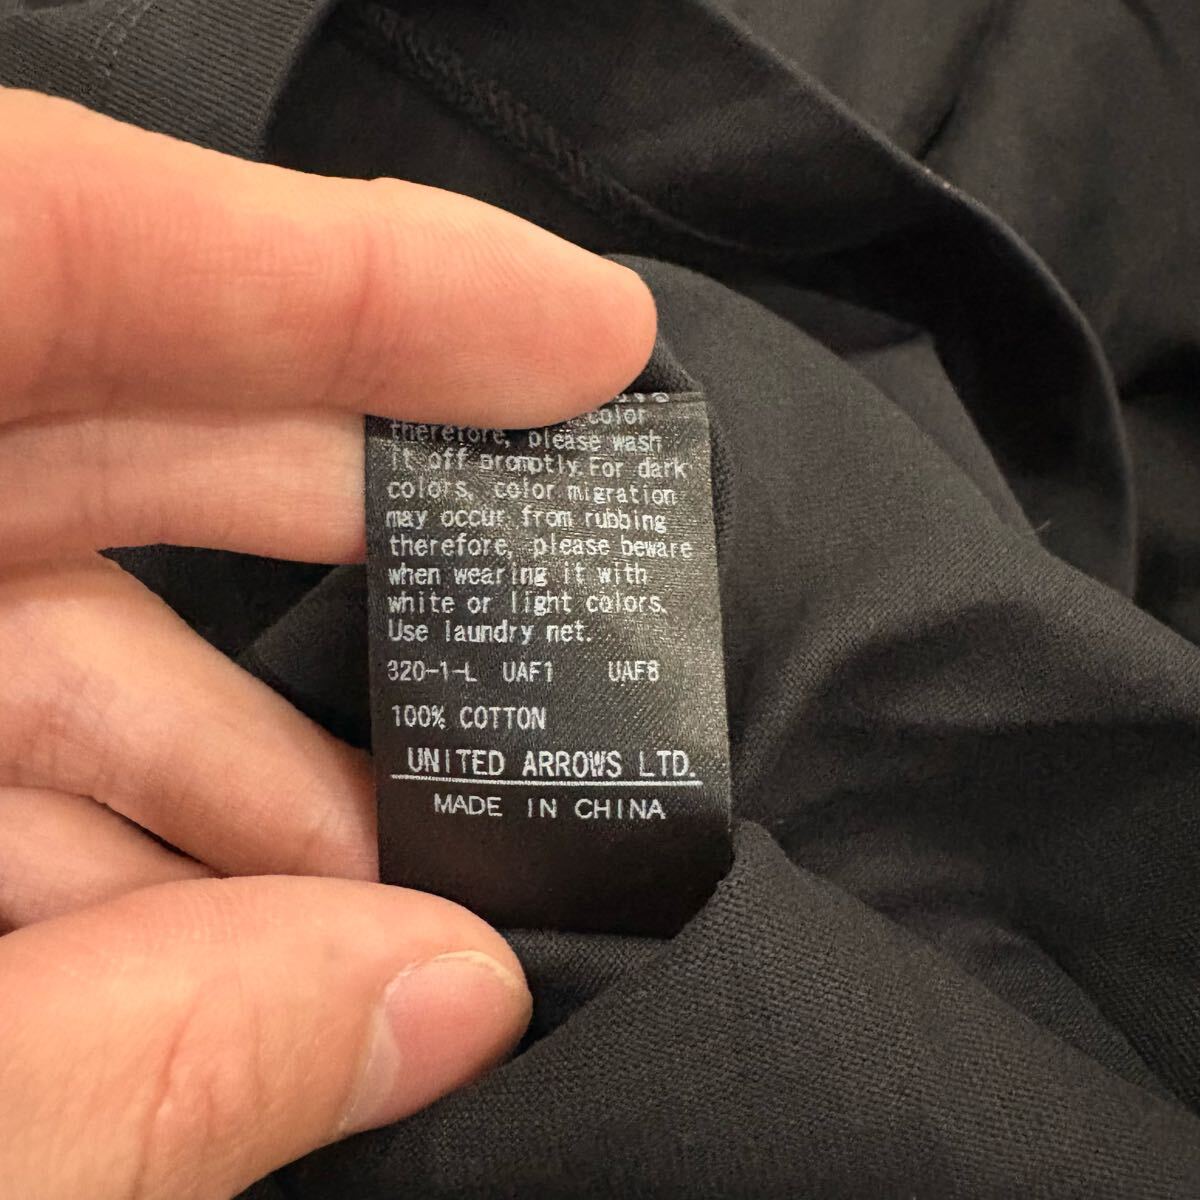 color
therefore, please wash
it off promptly.For dark
colors, color migration
may occur from rubbing
therefore, please beware
when wearing it with
white or light colors.
Use laundry net.
320-1-L UAF1 UAF8
100% COTTON
UNITED ARROWS LTD.
MADE IN CHINA